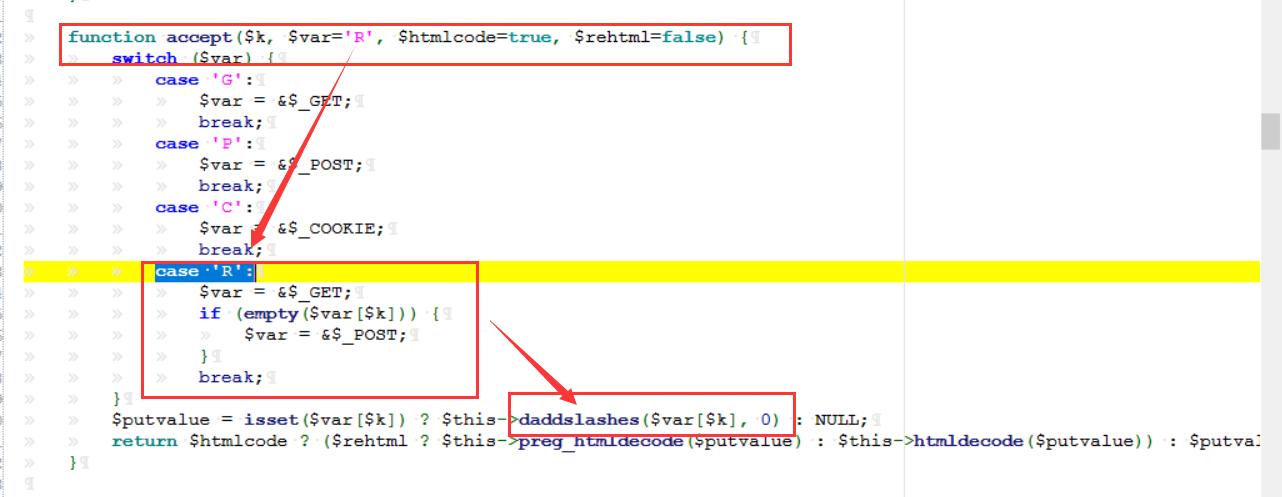 function accept($k, $var='R', $htmlcode=true, $rehtml=false) {
switch ($var) {
case 'G':
$var = &$_GET;
break;
case 'P':
$var = &$_POST;
break;
case 'C':
$var = &$_COOKIE;
break;
case 'R':
$var = &$_GET;
if (empty($var[$k])) {
$var = &$_POST;
}
break;
}
$putvalue = isset($var[$k]) ? $this->daddslashes($var[$k], 0) : NULL;
return $htmlcode ? ($rehtml ? $this->preg_htmldecode($putvalue) : $this->htmldecode($putvalue)) : $putval
}